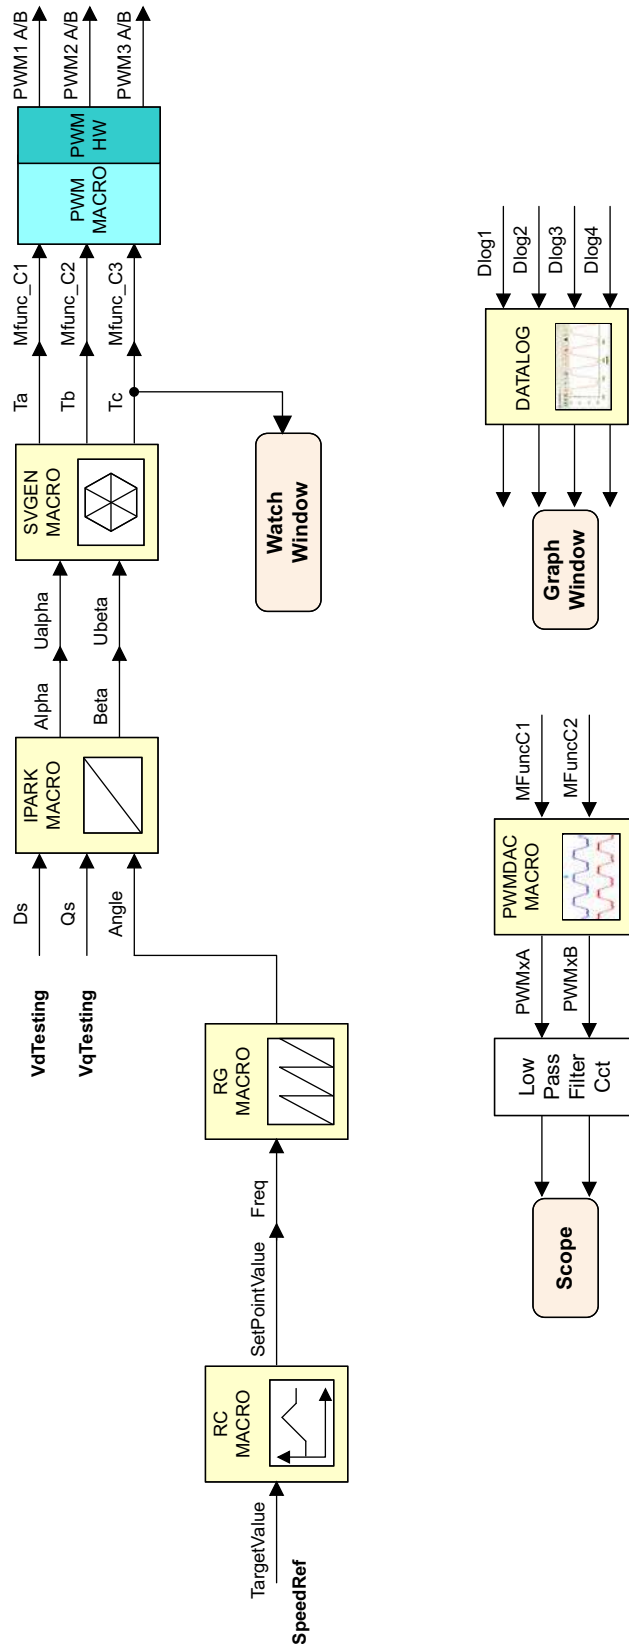 SpeedRef
TargetValue
RC
MACRO
SetPointValue
Freq
RG
MACRO
VdTesting
VqTesting
Ds
Qs
Angle
IPARK
MACRO
Alpha
Beta
Ualpha
Ubeta
SVGEN
MACRO
Ta
Tb
Tc
Mfunc_C1
Mfunc_C2
Mfunc_C3
PWM
MACRO
PWM
HW
PWM1 A/B
PWM2 A/B
PWM3 A/B
Watch
Window
Scope
Low
Pass
Filter
Cct
PWMxA
PWMxB
PWMDAC
MACRO
MFuncC1
MFuncC2
Graph
Window
DATALOG
Dlog1
Dlog2
Dlog3
Dlog4